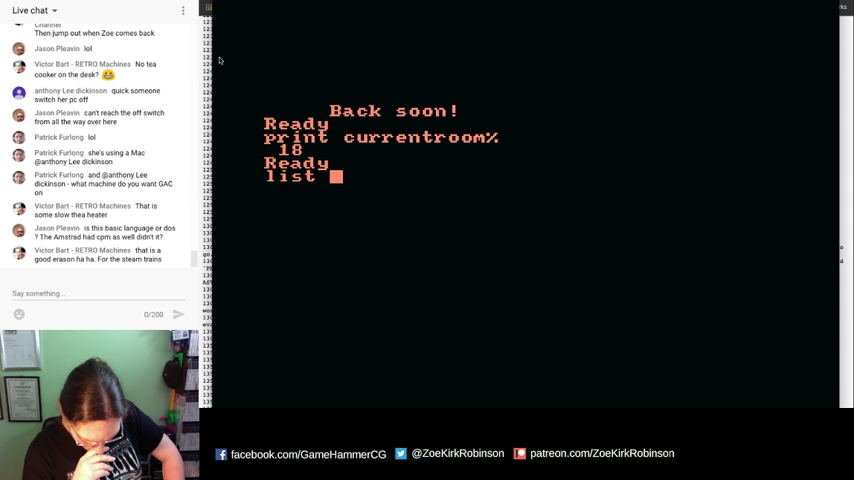 Live chat
Channel
Then jump out when Zoe comes back
Jason Pleavin lol
Victor Bart - RETRO Machines No tea
cooker on the desk? 😂
anthony Lee dickinson quick someone
switch her pc off
Jason Pleavin can't reach the off switch
from all the way over here
Patrick Furlong lol
Patrick Furlong she's using a Mac
@anthony Lee dickinson
Patrick Furlong and @anthony Lee
dickinson - what machine do you want GAC
on
Victor Bart - RETRO Machines That is
some slow thea heater
Jason Pleavin is this basic language or dos
? The Amstrad had cpm as well didn't it?
Victor Bart - RETRO Machines that is a
good erason ha ha. For the steam trains
Say something...
0/200
Back soon!
Ready
print currentroom%
18
Ready
list
facebook.com/GameHammerCG
@ZoeKirkRobinson
patreon.com/ZoeKirkRobinson